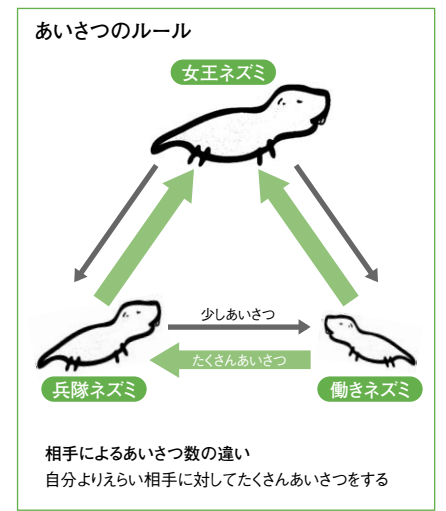 あいさつのルール
女王ネズミ
少しあいさつ
たくさんあいさつ
兵隊ネズミ
働きネズミ
相手によるあいさつ数の違い
自分よりえらい相手に対してたくさんあいさつをする